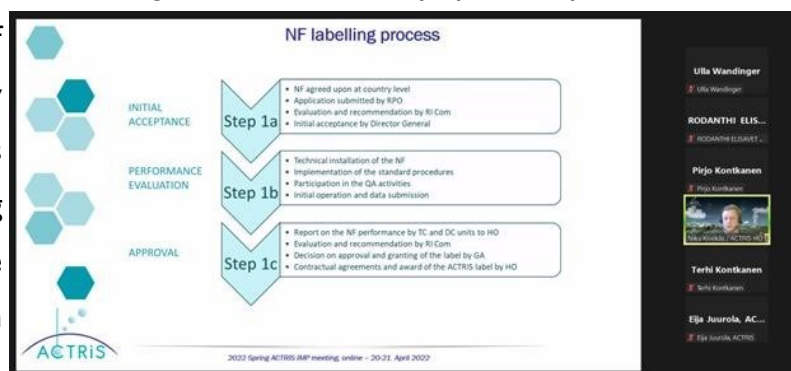 NF labelling process
INITIAL
ACCEPTANCE
Step 1a
• NF agreed upon at country level
• Application submitted by RPO
• Evaluation and recommendation by RI Com
• Initial acceptance by Director General
PERFORMANCE
EVALUATION
Step 1b
• Technical installation of the NF
• Implementation of the standard procedures
• Participation in the QA activities
• Initial operation and data submission
APPROVAL
Step 1c
• Report on the NF performance by TC and DC units to HO
• Evaluation and recommendation by RI Com
• Decision on approval and granting of the label by GA
• Contractual agreements and award of the ACTRIS label by HO
ACTRiS
2022 Spring ACTRIS IMP meeting, online – 20-21. April 2022
Ulla Wandinger
Ulla Wandinger
RODANTHI ELIS...
RODANTHI ELISAVET ..
Pirjo Kontkanen
Pirjo Kontkanen
/ ACTRIS HO
Terhi Kontkanen
Terhi Kontkanen
Eija Juurola, AC...
Eija Juurola, ACTRIS